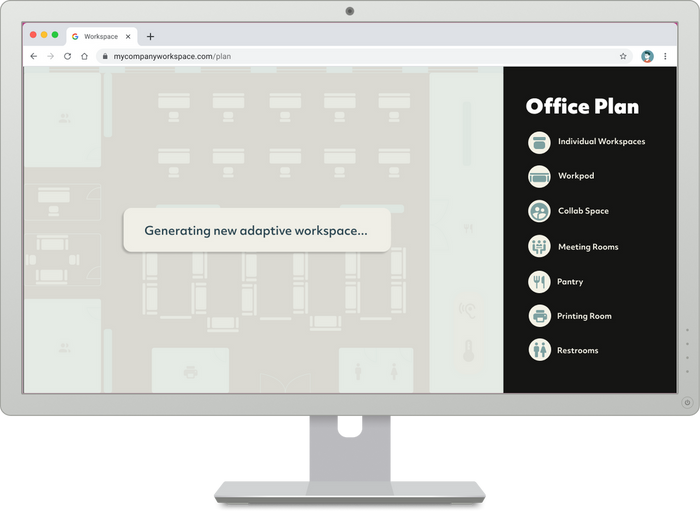 Workspace
mycompanyworkspace.com/plan
Office Plan
Individual Workspaces
Workpod
Collab Space
Meeting Rooms
Pantry
Printing Room
Restrooms
Generating new adaptive workspace...